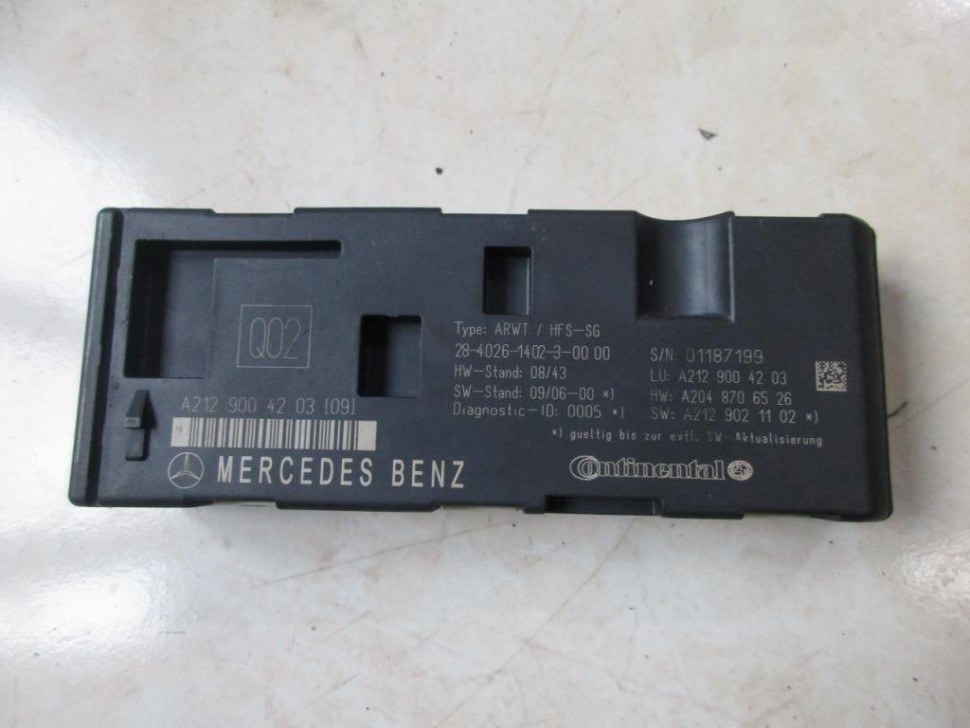 Q02
A212 900 42 03 [09]
MERCEDES BENZ
Type: ARWT / HFS-SG
28-4026-1402-3-00 00
HW-Stand: 08/43
SW-Stand: 09/06-00 *)
Diagnostic-ID: 0005 *)
S/N: 01187199
LU: A212 900 42 03
HW: A204 870 65 26
SW: A212 902 11 02 *)
*) gueltig bis zur evtl. SW-Aktualisierung
Continental